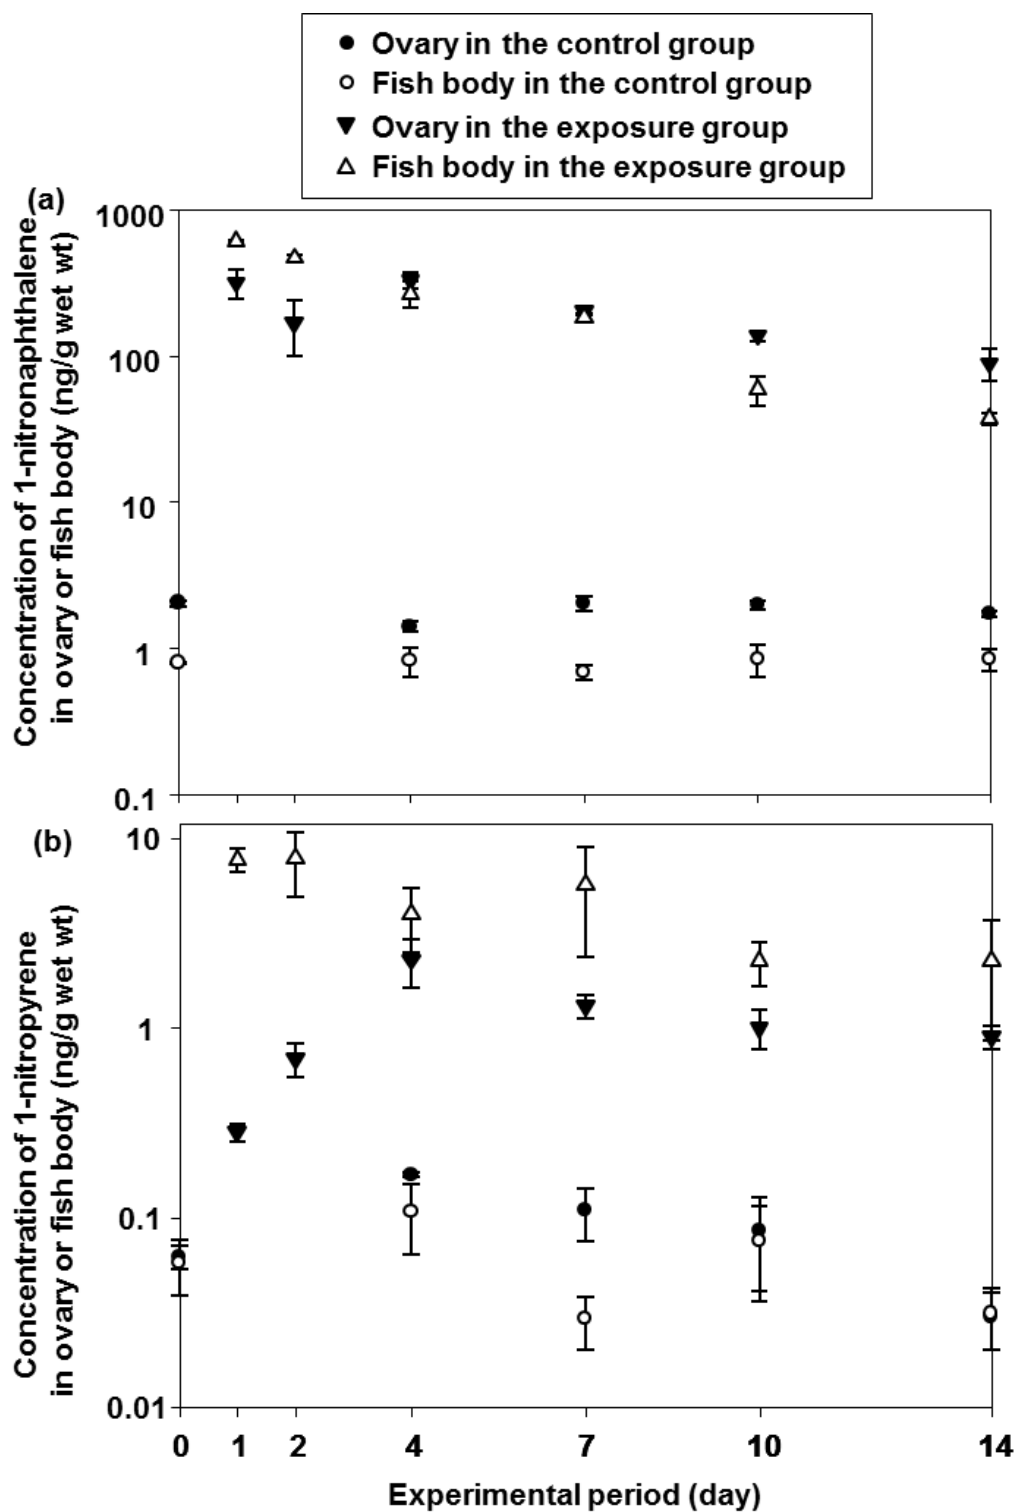 Ovary in the control group
Fish body in the control group
Ovary in the exposure group
Fish body in the exposure group
(a)
Concentration of 1-nitronaphthalene
in ovary or fish body (ng/g wet wt)
1000
100
10
1
0.1
(b)
Concentration of 1-nitropyrene
in ovary or fish body (ng/g wet wt)
10
1
0.1
0.01
0 1 2 4 7 10 14
Experimental period (day)